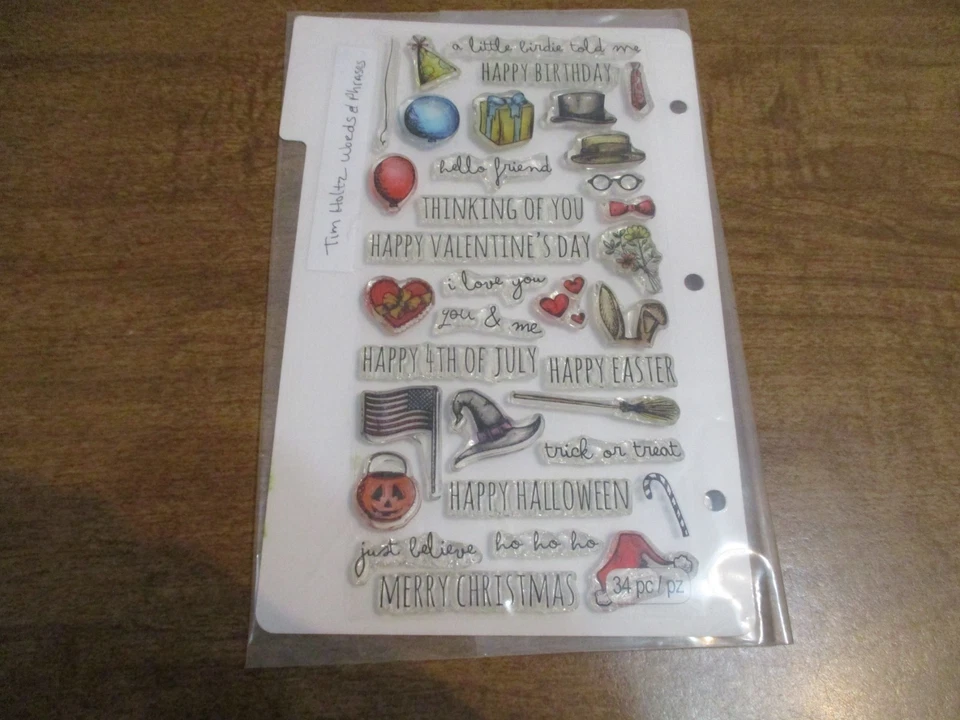 Tim Holtz Words & Phrases
a little birdie told me
HAPPY BIRTHDAY
hello friend
THINKING OF YOU
HAPPY VALENTINE'S DAY
i love you
you & me
HAPPY 4TH OF JULY
HAPPY EASTER
trick or treat
HAPPY HALLOWEEN
just believe
ho ho ho
MERRY CHRISTMAS
34 pc / pz